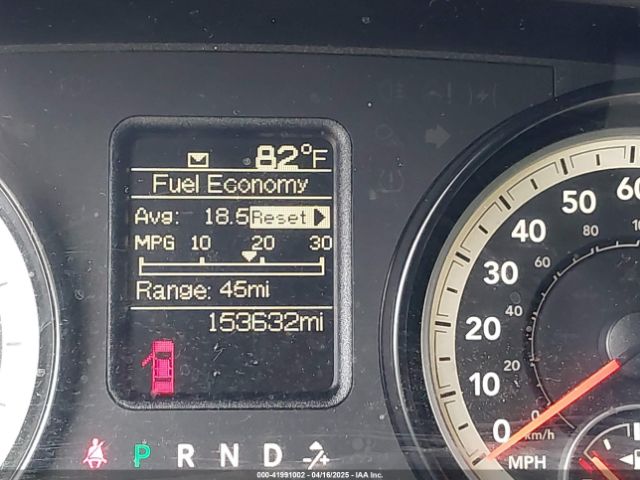 82°F
Fuel Economy
Avg: 18.5 Reset
MPG 10 20 30
Range: 45mi
153632mi
P R N D
0 10 20 30 40 50 60
0 20 40 60 80
km/h
MPH
000-41991002 - 04/16/2025 - IAA Inc.